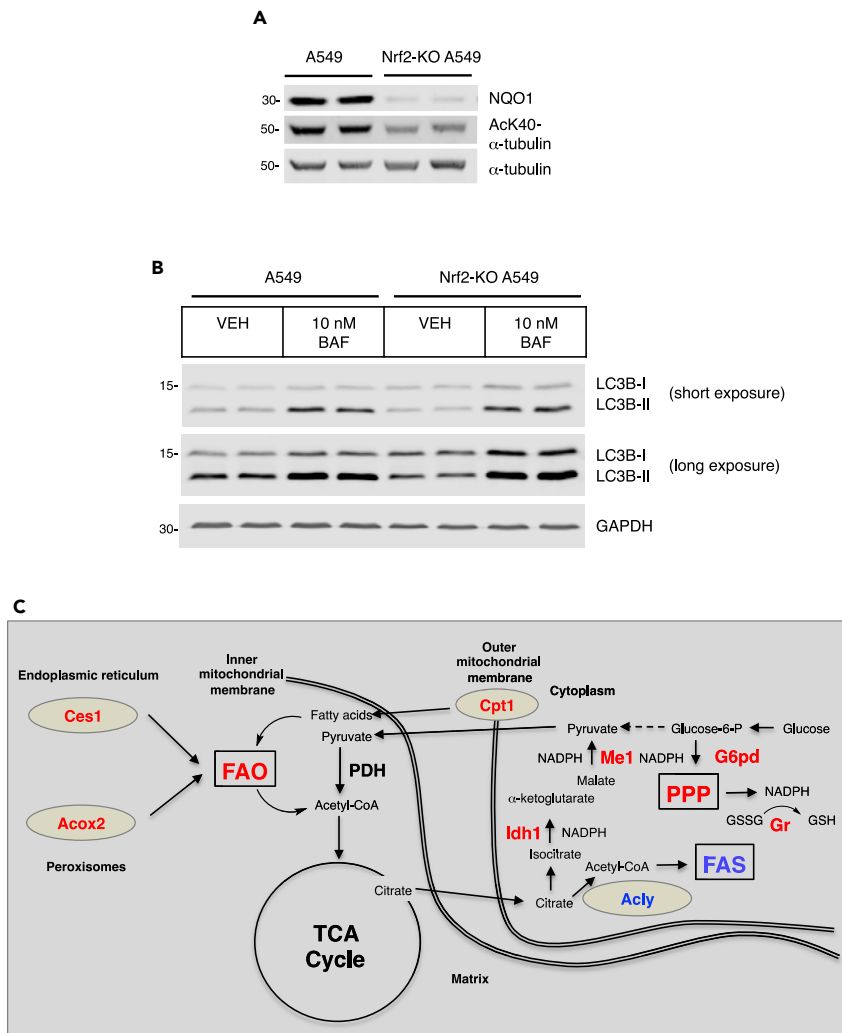 A
A549
Nrf2-KO A549
30-
NQO1
50-
AcK40-
α-tubulin
50-
α-tubulin
B
A549
Nrf2-KO A549
VEH
10 nM
BAF
VEH
10 nM
BAF
15-
LC3B-I
LC3B-II
(short exposure)
15-
LC3B-I
LC3B-II
(long exposure)
30-
GAPDH
C
Endoplasmic reticulum
Inner
mitochondrial
membrane
Outer
mitochondrial
membrane
Cytoplasm
Ces1
Fatty acids
Cpt1
Pyruvate
Pyruvate
Glucose-6-P
Glucose
FAO
PDH
NADPH
Me1
NADPH
G6pd
Malate
α-ketoglutarate
PPP
NADPH
Acox2
Acetyl-CoA
GSSG
Gr
GSH
Idh1
NADPH
Peroxisomes
Isocitrate
Acetyl-CoA
FAS
Citrate
Citrate
Acly
TCA
Cycle
Matrix